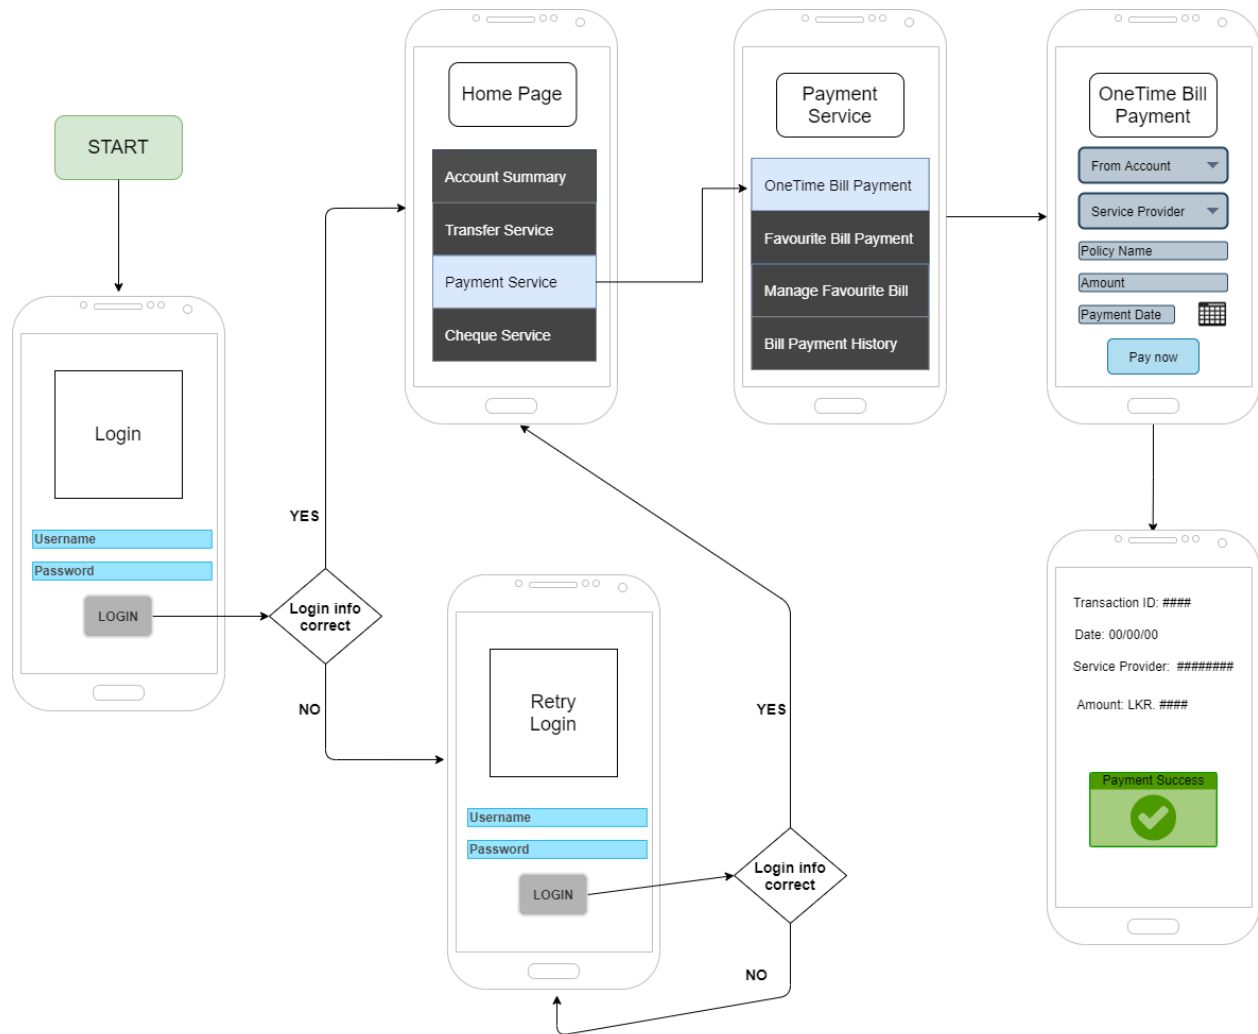 START
Login
Username
Password
LOGIN
Login info
correct
YES
NO
Home Page
Account Summary
Transfer Service
Payment Service
Cheque Service
Payment
Service
OneTime Bill Payment
Favourite Bill Payment
Manage Favourite Bill
Bill Payment History
OneTime Bill
Payment
From Account
Service Provider
Policy Name
Amount
Payment Date
Pay now
Retry
Login
Username
Password
LOGIN
Login info
correct
YES
NO
Transaction ID: ####
Date: 00/00/00
Service Provider: ########
Amount: LKR. ####
Payment Success